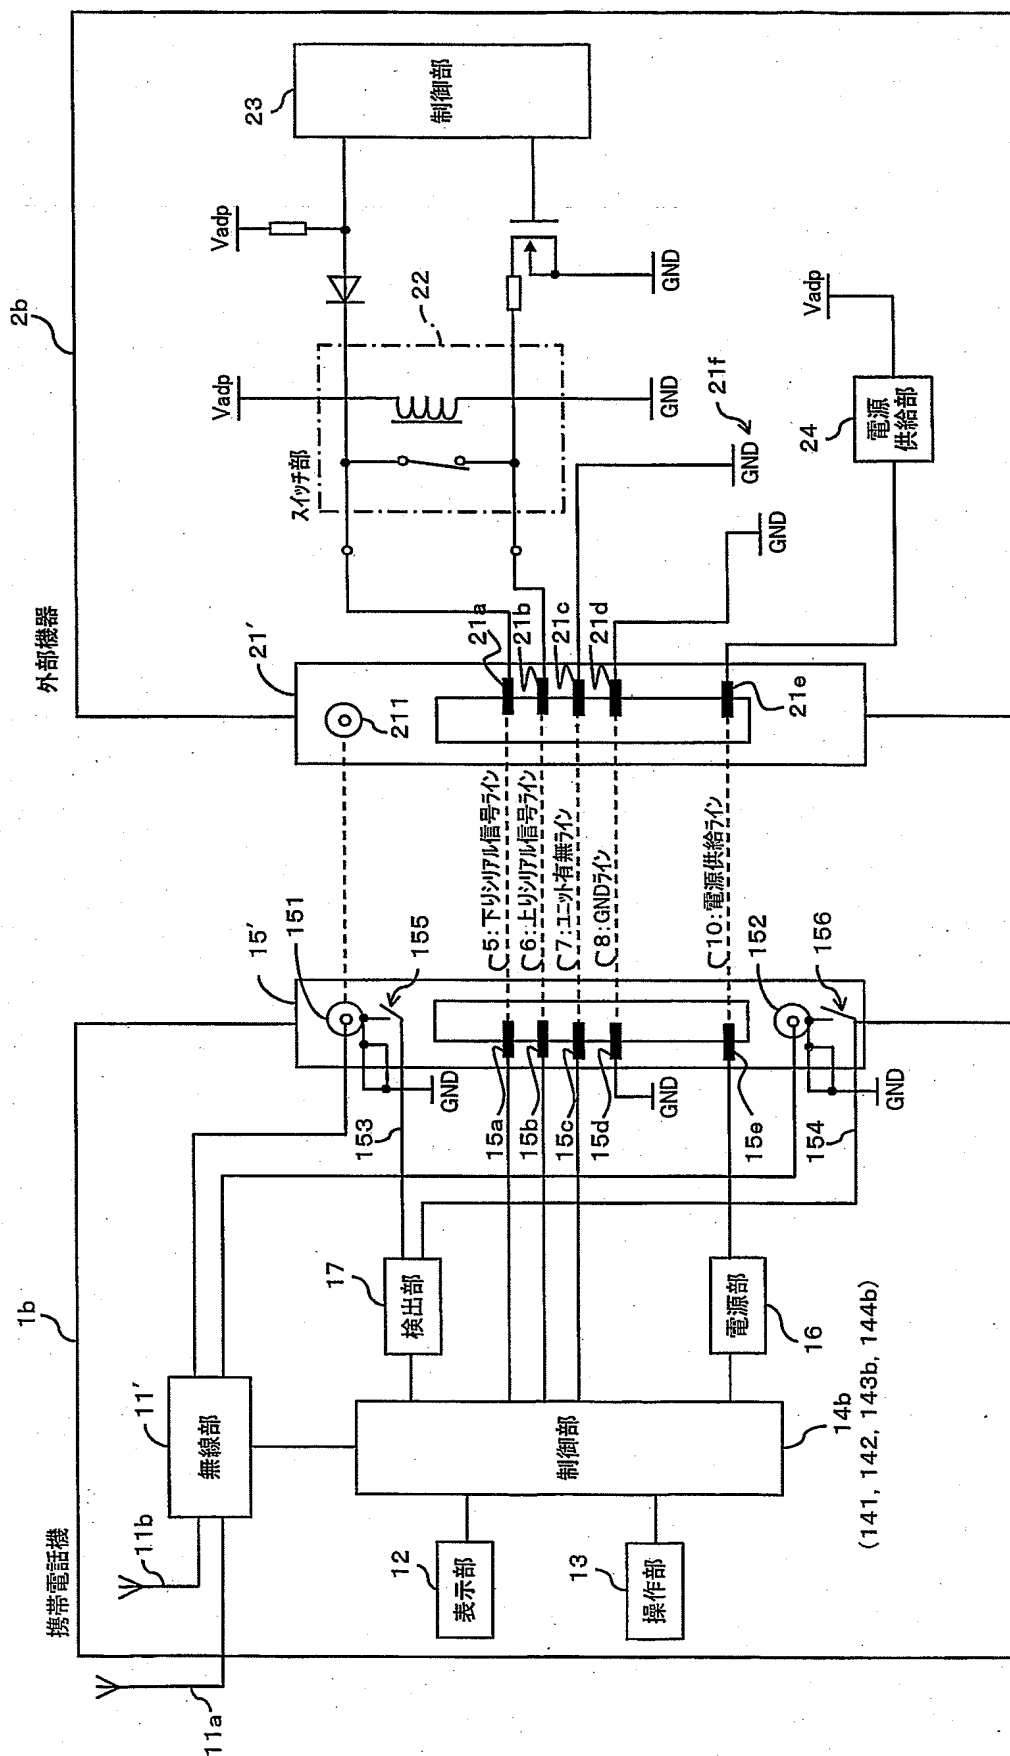 携帯電話機
1b
11a
11b
11'
無線部
12
表示部
13
操作部
制御部
14b
(141, 142, 143b, 144b)
17
検出部
電源部
16
15'
151
155
153
GND
15a
15b
15c
15d
GND
15e
152
156
154
GND
5:下りシリアル信号ライン
6:上りシリアル信号ライン
7:ユニット有無ライン
8:GNDライン
10:電源供給ライン
外部機器
2b
21'
211
21a
21b
21c
21d
21e
スイッチ部
22
Vadp
GND
Vadp
23
制御部
GND
GND
21f
GND
24
電源
供給部
Vadp